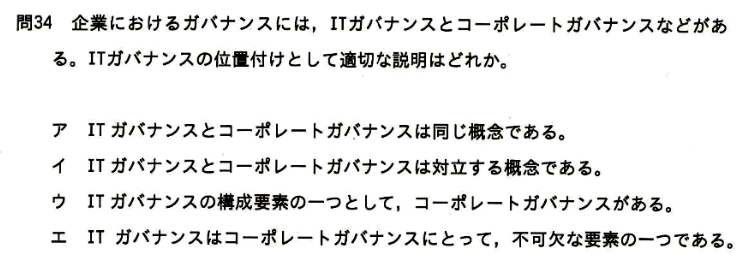 問34 企業におけるガバナンスには，ITガバナンスとコーポレートガバナンスなどがあ
る。ITガバナンスの位置付けとして適切な説明はどれか。
ア IT ガバナンスとコーポレートガバナンスは同じ概念である。
イ IT ガバナンスとコーポレートガバナンスは対立する概念である。
ウ IT ガバナンスの構成要素の一つとして，コーポレートガバナンスがある。
エ IT ガバナンスはコーポレートガバナンスにとって，不可欠な要素の一つである。